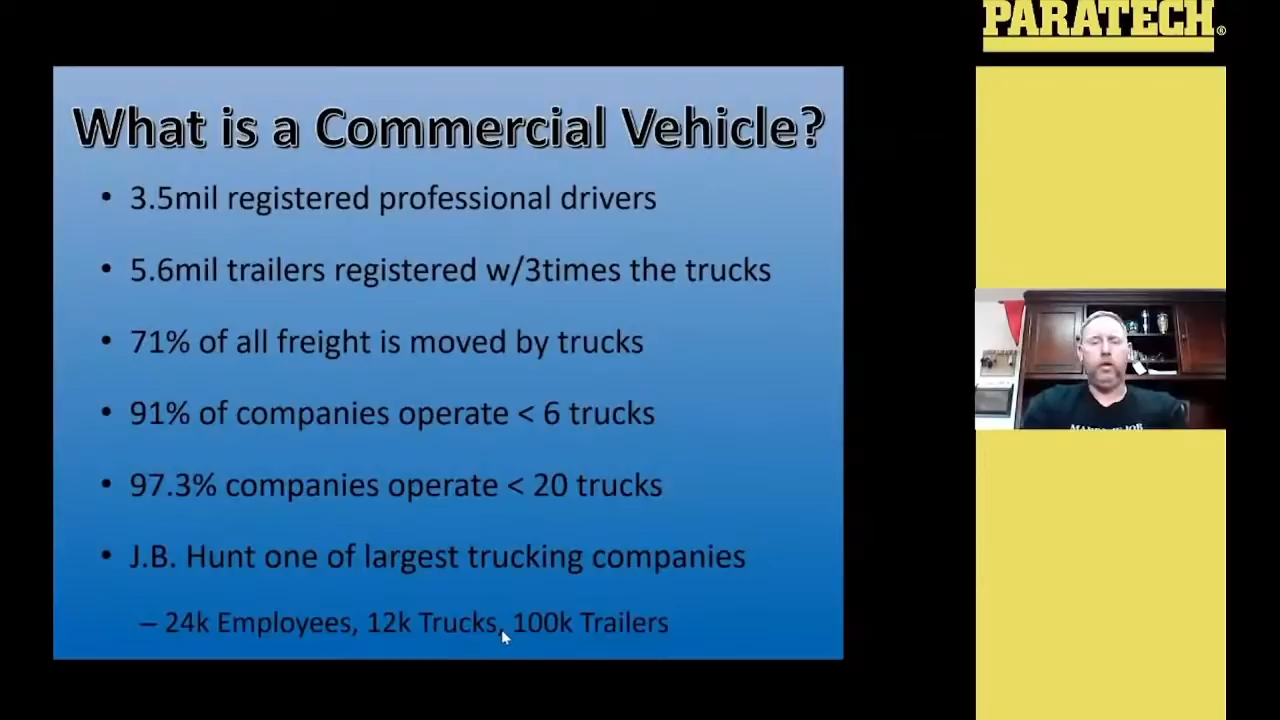 PARATECH®
What is a Commercial Vehicle?
• 3.5mil registered professional drivers
• 5.6mil trailers registered w/3times the trucks
• 71% of all freight is moved by trucks
• 91% of companies operate < 6 trucks
• 97.3% companies operate < 20 trucks
• J.B. Hunt one of largest trucking companies
– 24k Employees, 12k Trucks, 100k Trailers